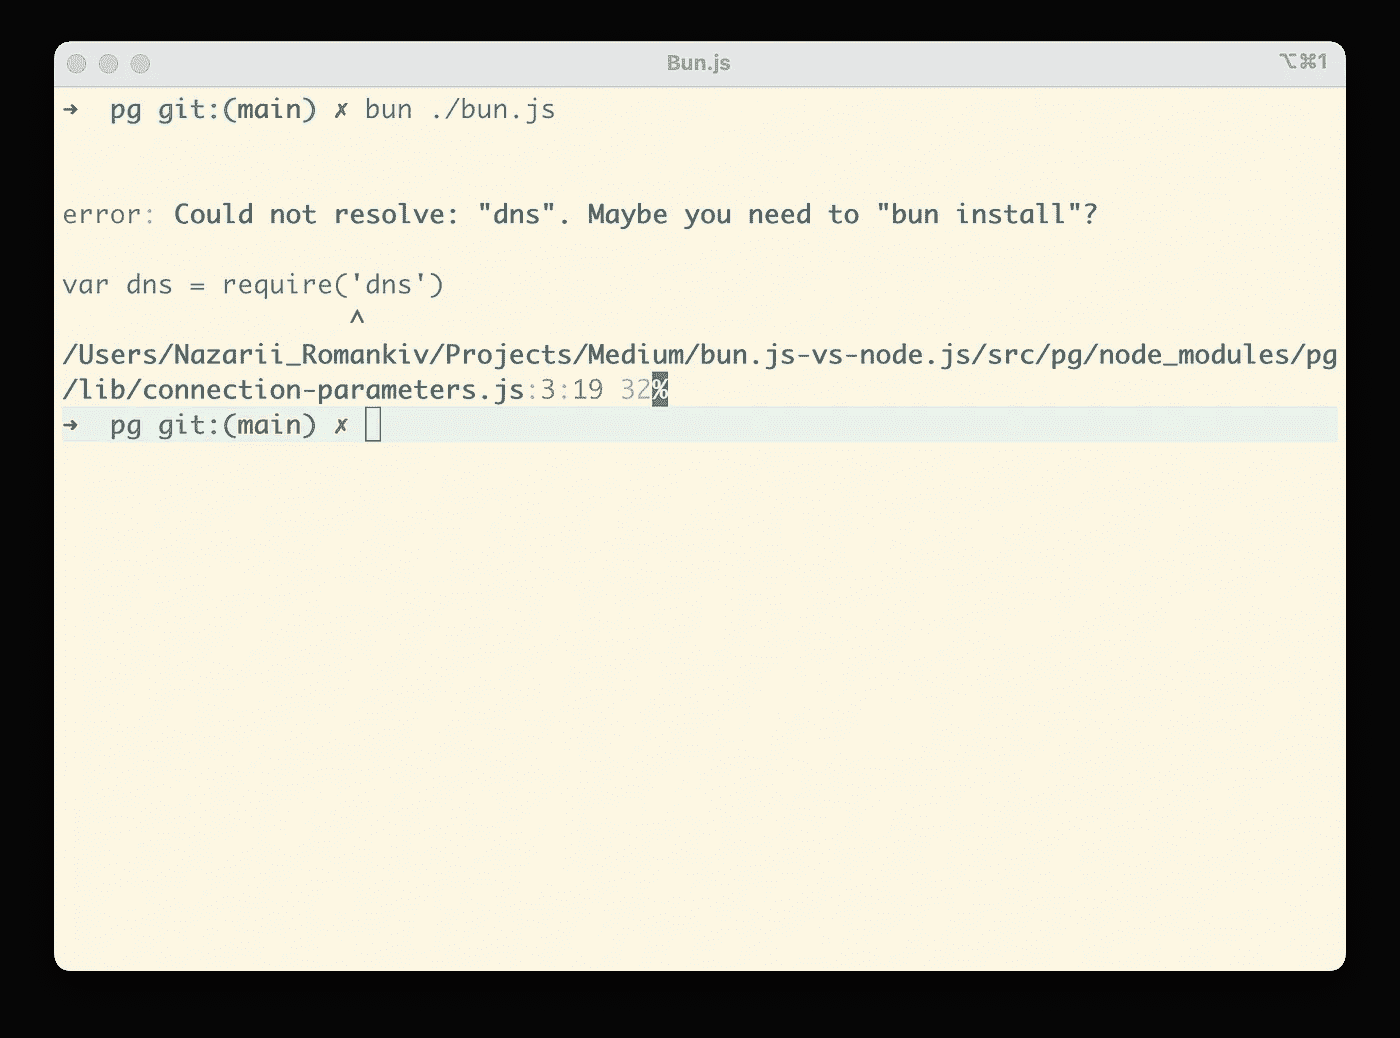 Bun.js ⌥⌘1
➜  pg git:(main) ✗ bun ./bun.js
error: Could not resolve: "dns". Maybe you need to "bun install"?
var dns = require('dns')
^
/Users/Nazarii_Romankiv/Projects/Medium/bun.js-vs-node.js/src/pg/node_modules/pg
/lib/connection-parameters.js:3:19 32%
➜  pg git:(main) ✗